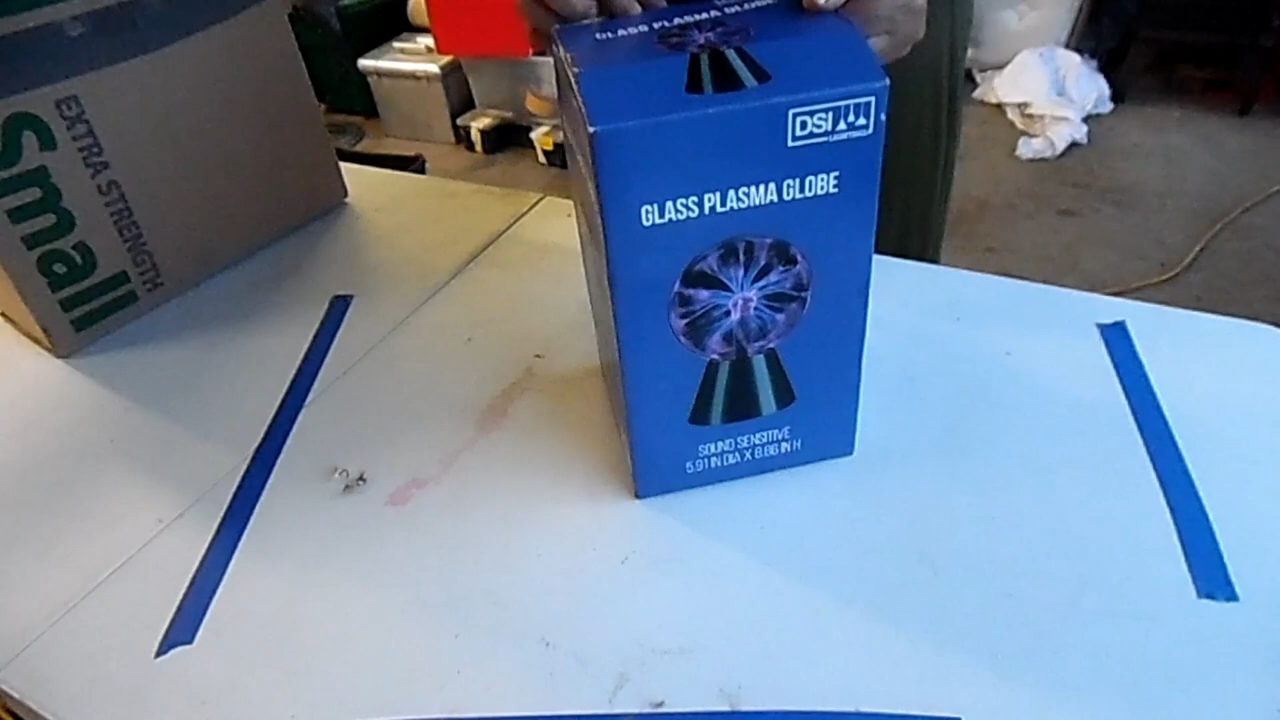 EXTRA STRENGTH
Small
GLASS PLASMA GLOBE
DSI
LIGHTING
GLASS PLASMA GLOBE
SOUND SENSITIVE
5.91 IN DIA X 8.86 IN H